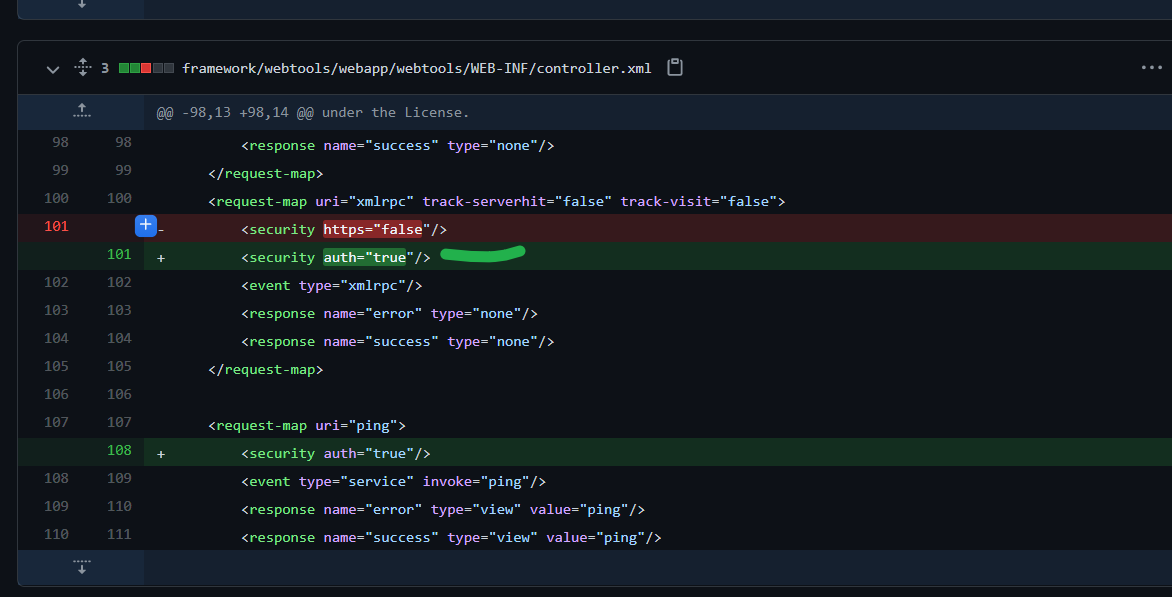 3 framework/webtools/webapp/webtools/WEB-INF/controller.xml
@@ -98,13 +98,14 @@ under the License.
98 98 <response name="success" type="none"/>
99 99 </request-map>
100 100 <request-map uri="xmlrpc" track-serverhit="false" track-visit="false">
101 - <security https="false"/>
101 + <security auth="true"/>
102 102 <event type="xmlrpc"/>
103 103 <response name="error" type="none"/>
104 104 <response name="success" type="none"/>
105 105 </request-map>
106 106
107 107 <request-map uri="ping">
108 + <security auth="true"/>
108 109 <event type="service" invoke="ping"/>
109 110 <response name="error" type="view" value="ping"/>
110 111 <response name="success" type="view" value="ping"/>